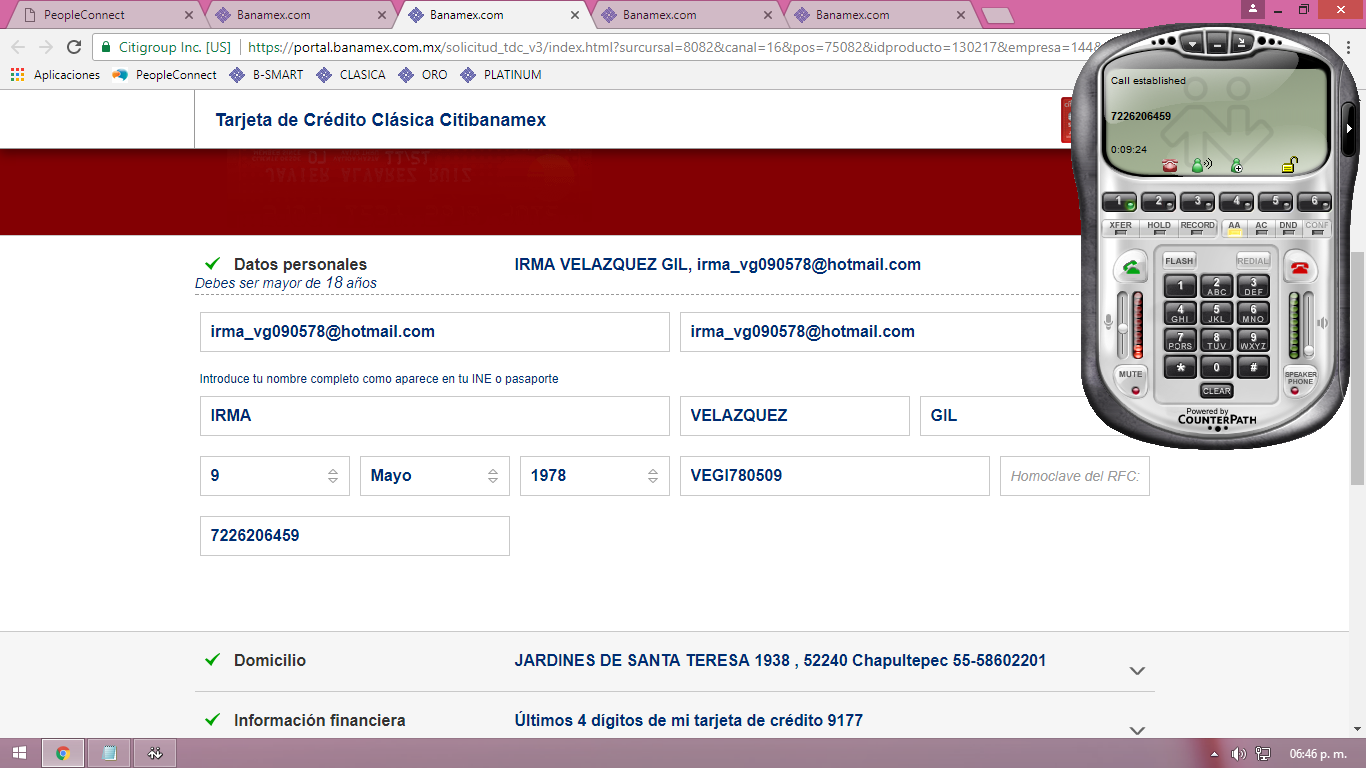 PeopleConnect
Banamex.com
Banamex.com
Banamex.com
Banamex.com
Citigroup Inc. [US]
https://portal.banamex.com.mx/solicitud_tdc_v3/index.html?sucursal=8082&canal=16&pos=75082&idproducto=130217&empresa=144&
Aplicaciones
PeopleConnect
B-SMART
CLASICA
ORO
PLATINUM
Tarjeta de Crédito Clásica Citibanamex
JAVIER ALVAREZ RUIZ
Datos personales
IRMA VELAZQUEZ GIL, irma_vg090578@hotmail.com
Debes ser mayor de 18 años
irma_vg090578@hotmail.com
irma_vg090578@hotmail.com
Introduce tu nombre completo como aparece en tu INE o pasaporte
IRMA
VELAZQUEZ
GIL
9
Mayo
1978
VEGI780509
Homoclave del RFC:
7226206459
Domicilio
JARDINES DE SANTA TERESA 1938 , 52240 Chapultepec 55-58602201
Información financiera
Últimos 4 dígitos de mi tarjeta de crédito 9177
Call established
7226206459
0:09:24
1 2 3 4 5 6
XFER HOLD RECORD AA AC DND CONF
FLASH REDIAL
1 2 ABC 3 DEF
4 GHI 5 JKL 6 MNO
7 PQRS 8 TUV 9 WXYZ
* 0 #
MUTE
SPEAKER PHONE
CLEAR
Powered by
COUNTERPATH
06:46 p. m.